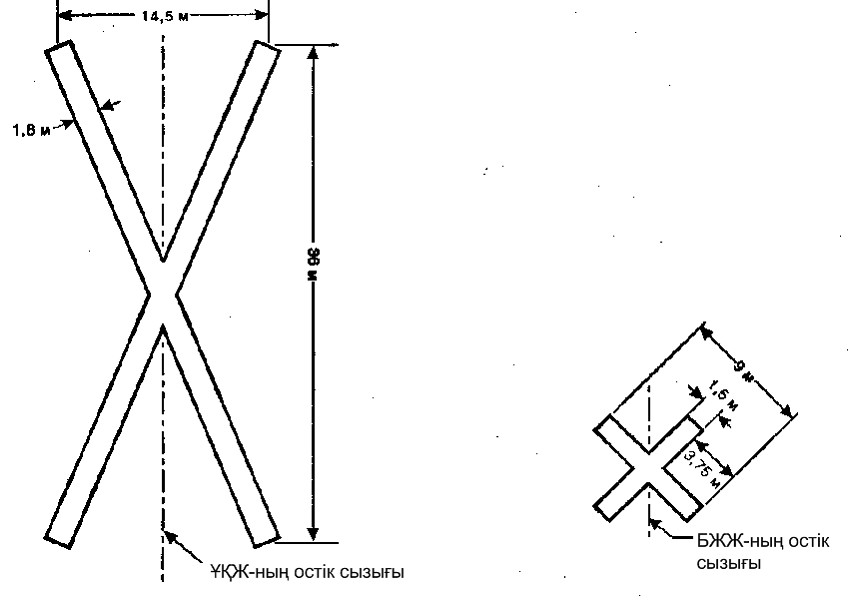 14,5 м
1,8 м
36 м
ҰҚЖ-ның остік сызығы
9 м
1,5 м
3,75 м
БЖЖ-ның остік
сызығы